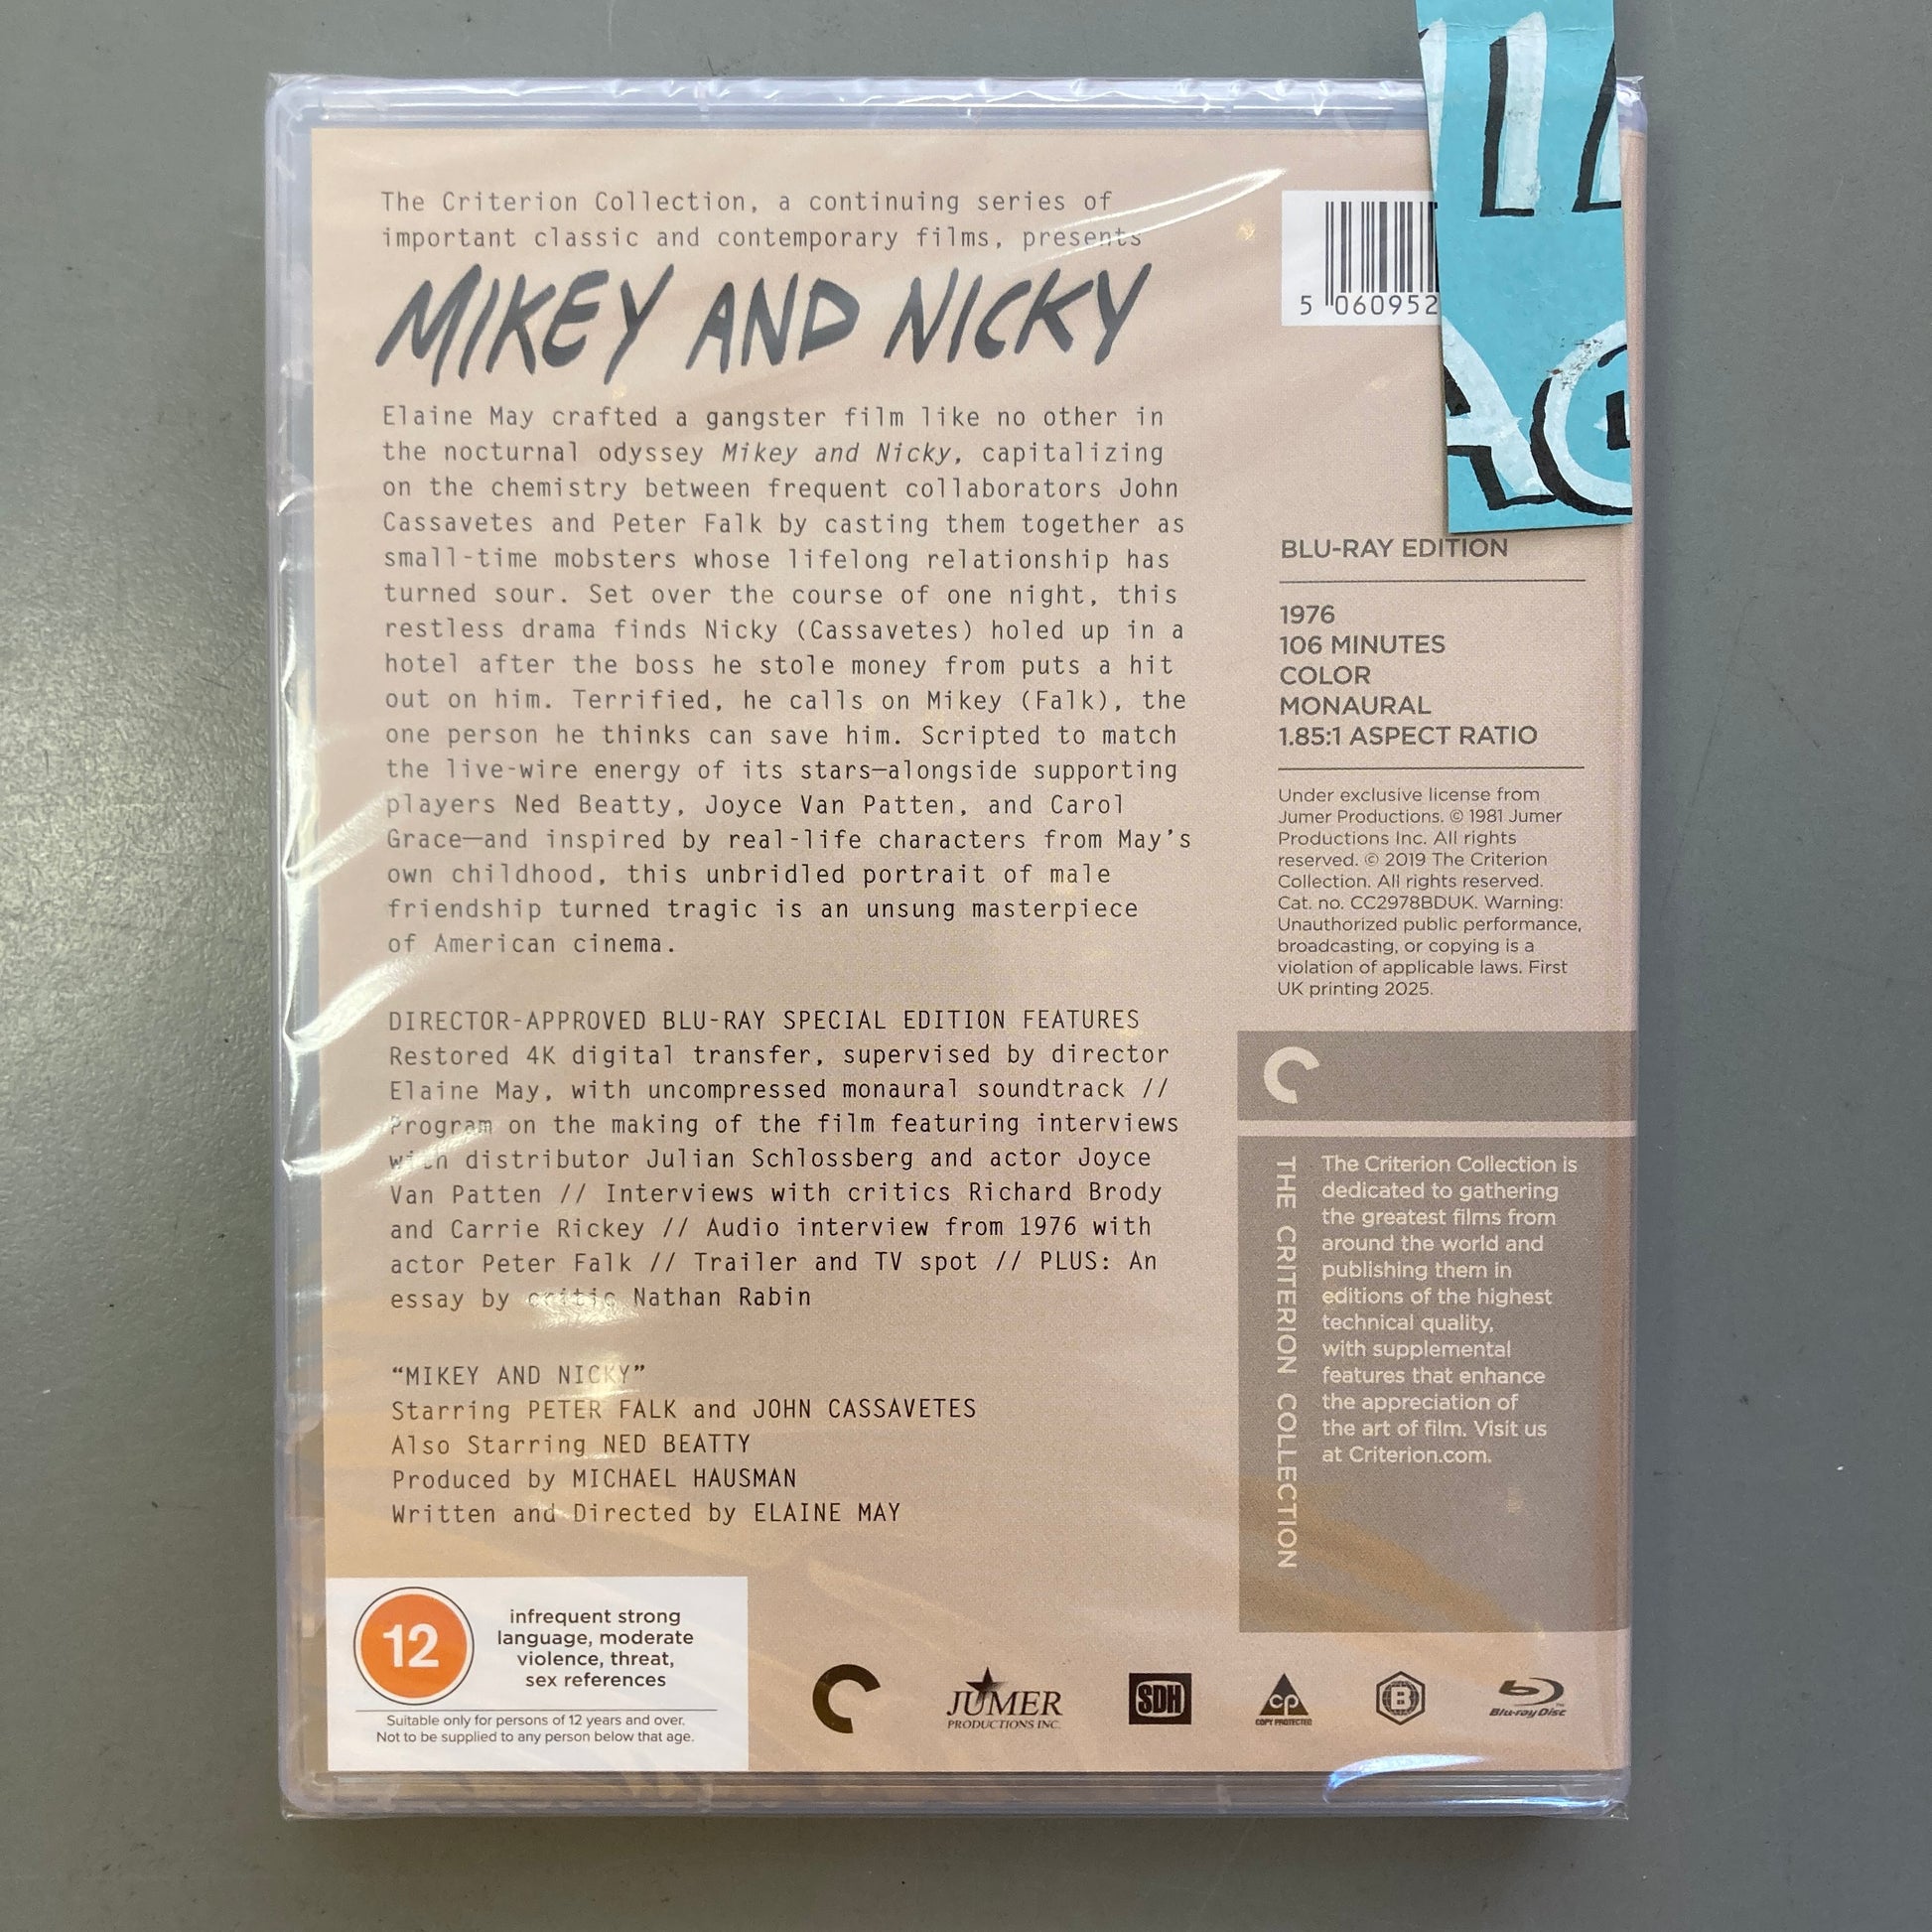 The Criterion Collection, a continuing series of
important classic and contemporary films, presents
MIKEY AND NICKY
Elaine May crafted a gangster film like no other in
the nocturnal odyssey Mikey and Nicky, capitalizing
on the chemistry between frequent collaborators John
Cassavetes and Peter Falk by casting them together as
small-time mobsters whose lifelong relationship has
turned sour. Set over the course of one night, this
restless drama finds Nicky (Cassavetes) holed up in a
hotel after the boss he stole money from puts a hit
out on him. Terrified, he calls on Mikey (Falk), the
one person he thinks can save him. Scripted to match
the live-wire energy of its stars—alongside supporting
players Ned Beatty, Joyce Van Patten, and Carol
Grace—and inspired by real-life characters from May’s
own childhood, this unbridled portrait of male
friendship turned tragic is an unsung masterpiece
of American cinema.
DIRECTOR-APPROVED BLU-RAY SPECIAL EDITION FEATURES
Restored 4K digital transfer, supervised by director
Elaine May, with uncompressed monaural soundtrack //
Program on the making of the film featuring interviews
with distributor Julian Schlossberg and actor Joyce
Van Patten // Interviews with critics Richard Brody
and Carrie Rickey // Audio interview from 1976 with
actor Peter Falk // Trailer and TV spot // PLUS: An
essay by critic Nathan Rabin
“MIKEY AND NICKY”
Starring PETER FALK and JOHN CASSAVETES
Also Starring NED BEATTY
Produced by MICHAEL HAUSMAN
Written and Directed by ELAINE MAY
5 060952
BLU-RAY EDITION
1976
106 MINUTES
COLOR
MONAURAL
1.85:1 ASPECT RATIO
Under exclusive license from
Jumer Productions. © 1981 Jumer
Productions Inc. All rights
reserved. © 2019 The Criterion
Collection. All rights reserved.
Cat. no. CC2978BDUK. Warning:
Unauthorized public performance,
broadcasting, or copying is a
violation of applicable laws. First
UK printing 2025.
THE CRITERION COLLECTION
The Criterion Collection is
dedicated to gathering
the greatest films from
around the world and
publishing them in
editions of the highest
technical quality,
with supplemental
features that enhance
the appreciation of
the art of film. Visit us
at Criterion.com.
12
infrequent strong
language, moderate
violence, threat,
sex references
Suitable only for persons of 12 years and over.
Not to be supplied to any person below that age.
JUMER
PRODUCTIONS INC.
SDH
cp
COPY PROTECTED
B
Blu-ray Disc